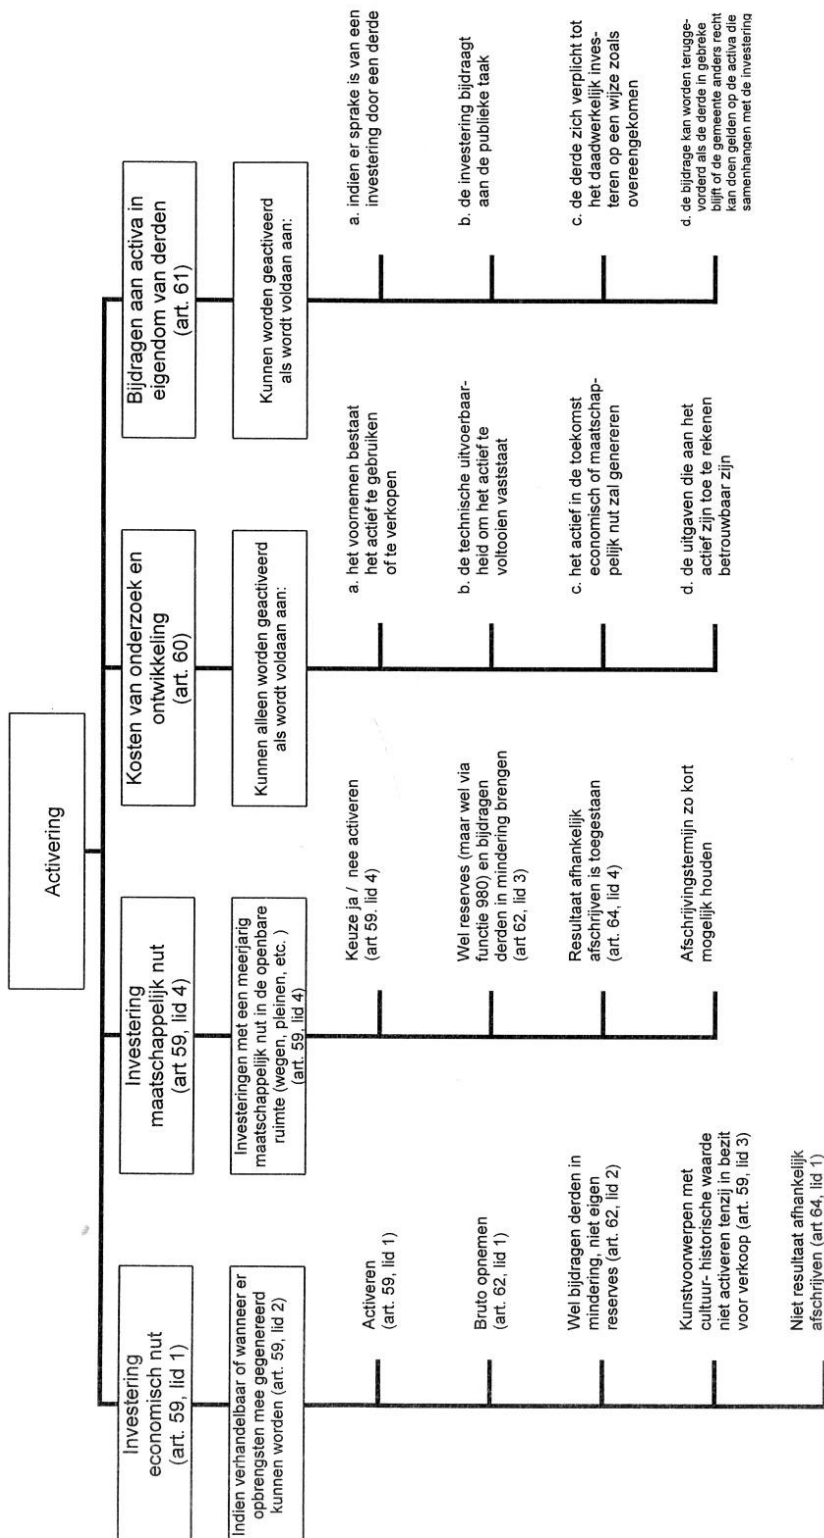 Activering
Investering
economisch nut
(art. 59, lid 1)
Indien verhandelbaar of wanneer er
opbrengsten mee gegenereerd
kunnen worden (art. 59, lid 2)
Activeren
(art. 59, lid 1)
Bruto opnemen
(art. 62, lid 1)
Wel bijdragen derden in
mindering, niet eigen
reserves (art. 62, lid 2)
Kunstvoorwerpen met
cultuur- historische waarde
niet activeren tenzij in bezit
voor verkoop (art. 59, lid 3)
Niet resultaat afhankelijk
afschrijven (art 64, lid 1)
Investering
maatschappelijk nut
(art 59, lid 4)
Investeringen met een meerjarig
maatschappelijk nut in de openbare
ruimte (wegen, pleinen, etc. )
(art. 59, lid 4)
Keuze ja / nee activeren
(art 59. lid 4)
Wel reserves (maar wel via
functie 980) en bijdragen
derden in mindering brengen
(art 62, lid 3)
Resultaat afhankelijk
afschrijven is toegestaan
(art. 64, lid 4)
Afschrijvingstermijn zo kort
mogelijk houden
Kosten van onderzoek en
ontwikkeling
(art. 60)
Kunnen alleen worden geactiveerd
als wordt voldaan aan:
a. het voornemen bestaat
het actief te gebruiken
of te verkopen
b. de technische uitvoerbaar-
heid om het actief te
voltooien vaststaat
c. het actief in de toekomst
economisch of maatschap-
pelijk nut zal genereren
d. de uitgaven die aan het
actief zijn toe te rekenen
betrouwbaar zijn
Bijdragen aan activa in
eigendom van derden
(art. 61)
Kunnen worden geactiveerd
als wordt voldaan aan:
a. indien er sprake is van een
investering door een derde
b. de investering bijdraagt
aan de publieke taak
c. de derde zich verplicht tot
het daadwerkelijk inves-
teren op een wijze zoals
overeengekomen
d. de bijdrage kan worden terugge-
vorderd als de derde in gebreke
blijft of de gemeente anders recht
kan doen gelden op de activa die
samenhangen met de investering